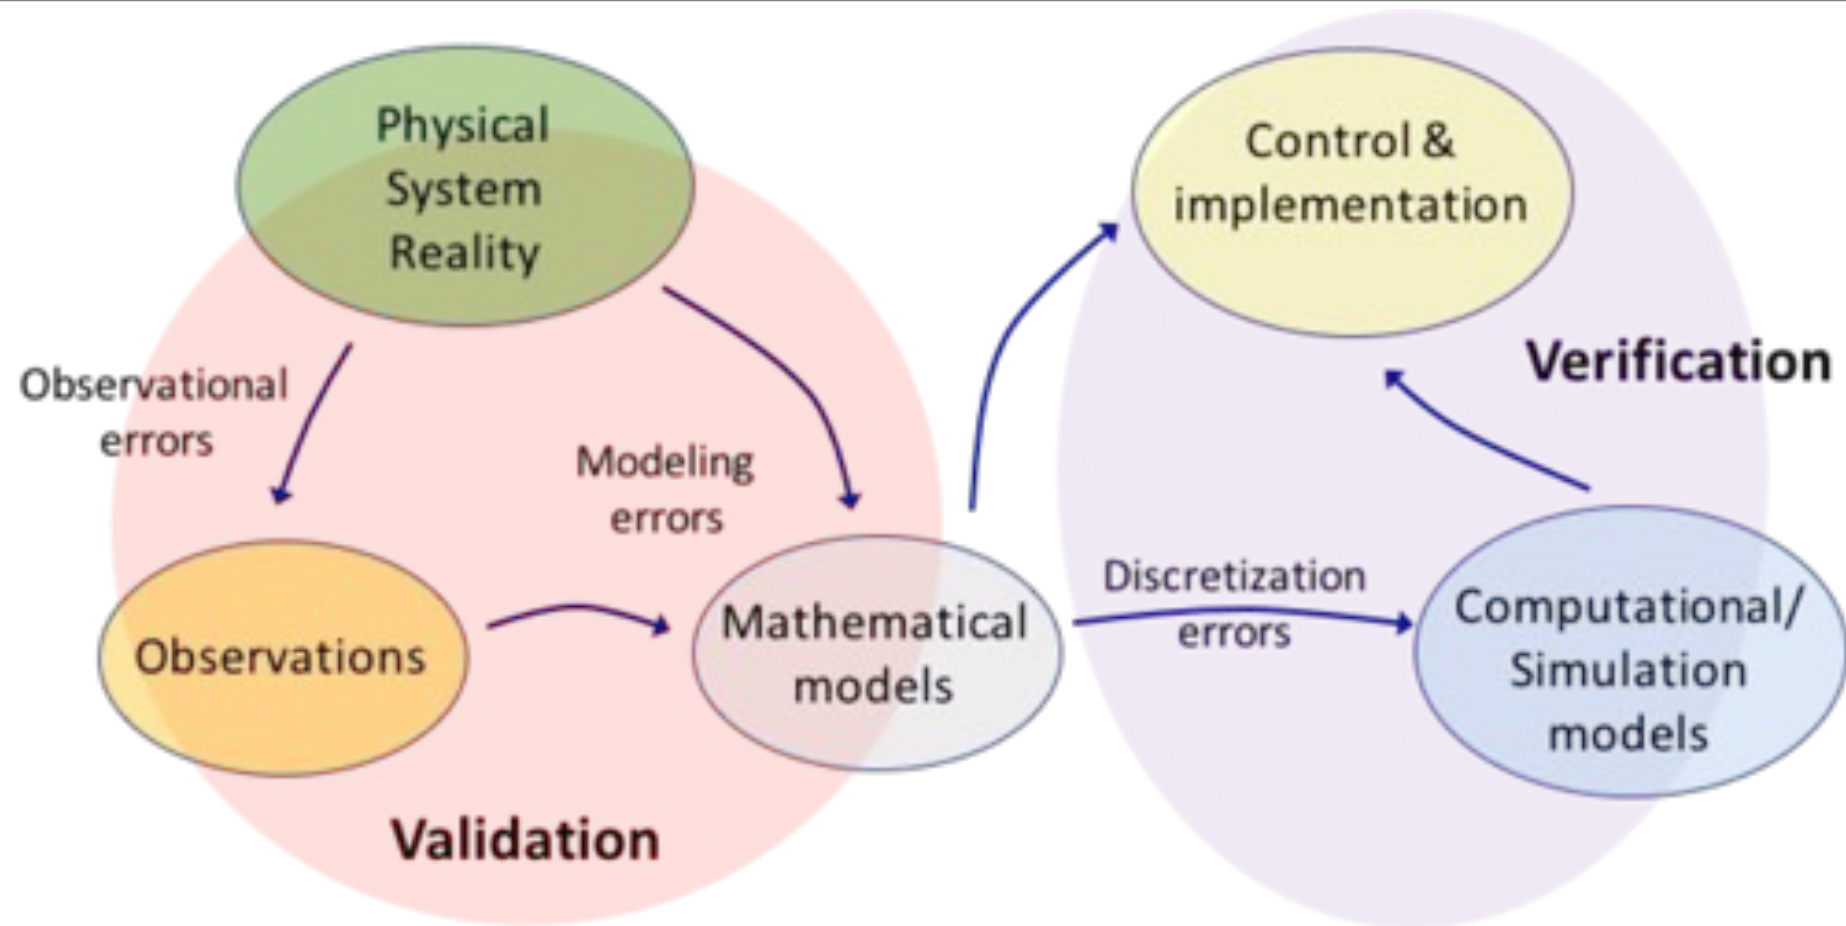 Physical
System
Reality
Control &
implementation
Observational
errors
Verification
Modeling
errors
Observations
Mathematical
models
Discretization
errors
Computational/
Simulation
models
Validation